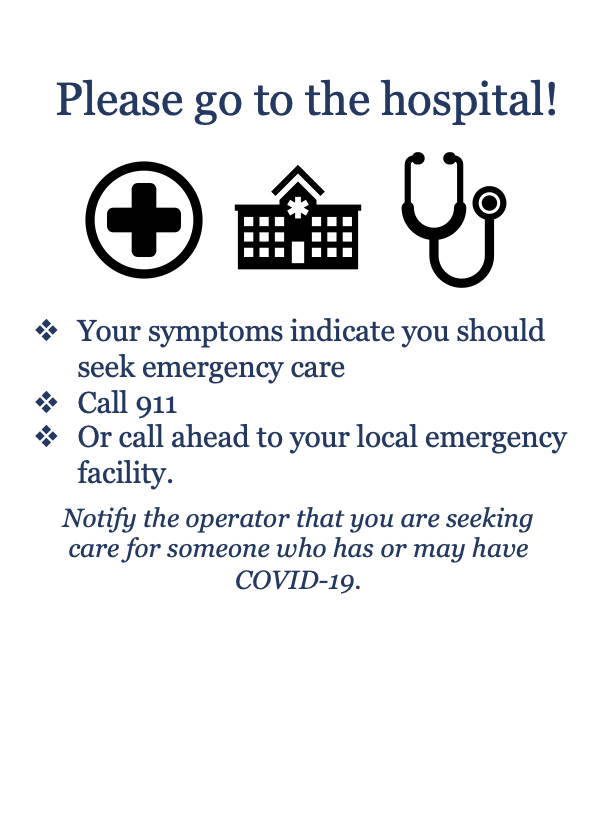 Please go to the hospital!
❖ Your symptoms indicate you should
seek emergency care
❖ Call 911
❖ Or call ahead to your local emergency
facility.
Notify the operator that you are seeking
care for someone who has or may have
COVID-19.